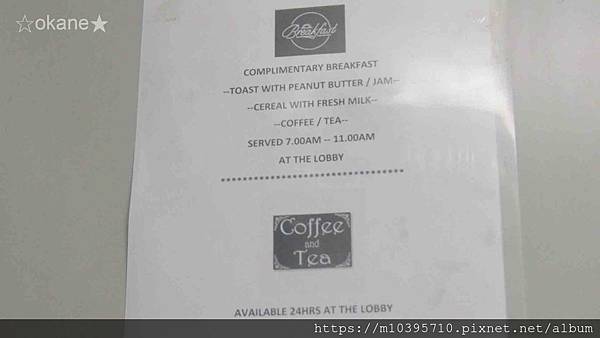 ☆okane★
Breakfast
COMPLIMENTARY BREAKFAST
--TOAST WITH PEANUT BUTTER / JAM--
--CEREAL WITH FRESH MILK--
--COFFEE / TEA--
SERVED 7.00AM -- 11.00AM
AT THE LOBBY
**********************************
Coffee
and
Tea
AVAILABLE 24HRS AT THE LOBBY
https://m10395710.pixnet.net/album